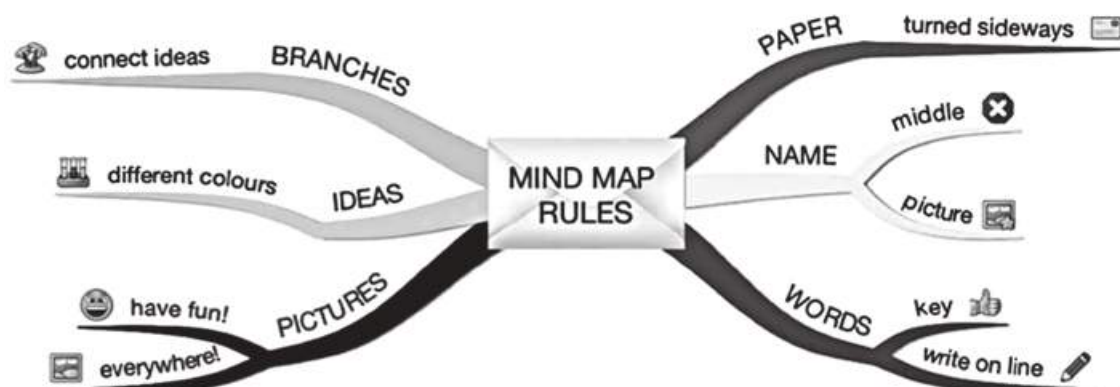 MIND MAP
RULES
PAPER
turned sideways
NAME
middle
picture
WORDS
key
write on line
PICTURES
everywhere!
have fun!
IDEAS
different colours
BRANCHES
connect ideas